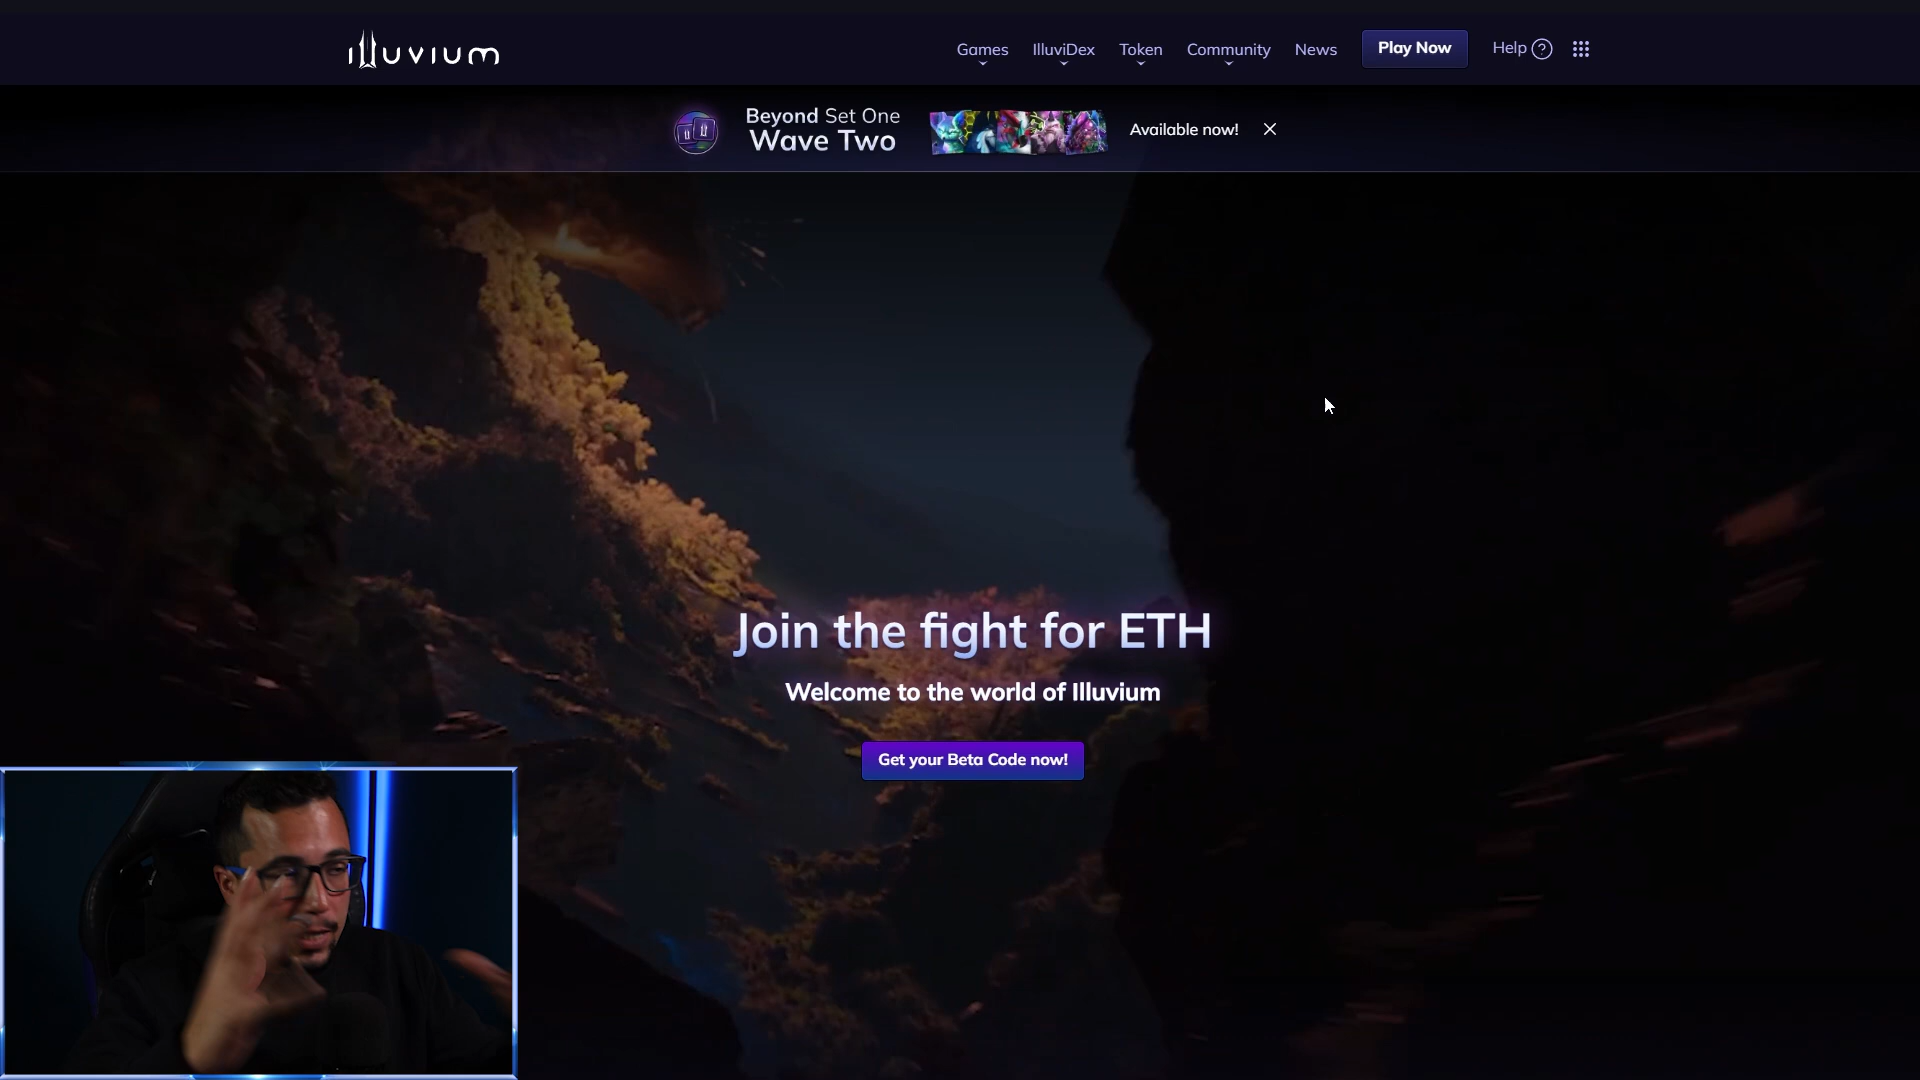 illuvium
Games IlluviDex Token Community News Play Now Help ?
Beyond Set One
Wave Two
Available now!
Join the fight for ETH
Welcome to the world of Illuvium
Get your Beta Code now!